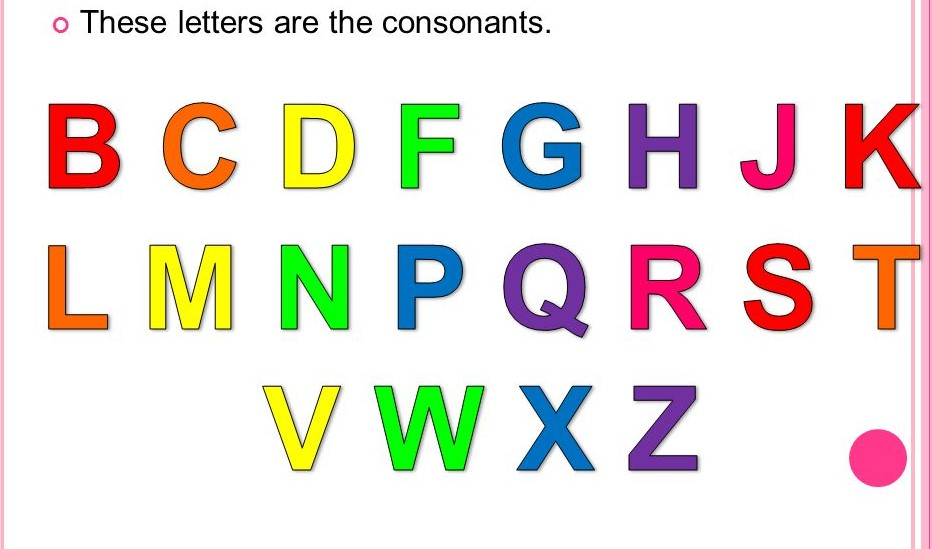 These letters are the consonants.
B C D F G H J K
L M N P Q R S T
V W X Z